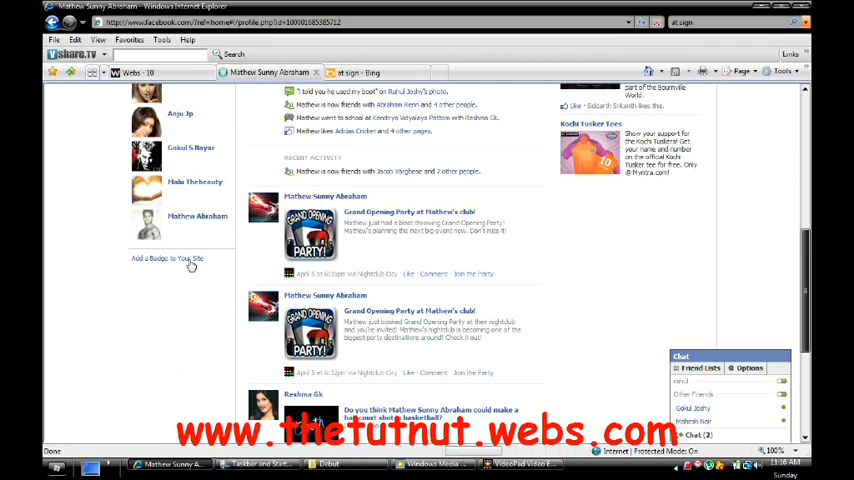 Mathew Sunny Abraham - Windows Internet Explorer
http://www.facebook.com/?ref=home#!/profile.php?id=100001685385712
at sign
File Edit View Favorites Tools Help
Vshare.TV Search Links
Webs - 10 Mathew Sunny Abraham at sign - Bing Page Tools
"I told you he used my boot" on Rahul Joshy's photo.
Mathew is now friends with Abraham Kenn and 4 other people.
Mathew went to school at Kendriya Vidyalaya Pattom with Reshma Gk.
Mathew likes Adidas Cricket and 4 other pages.
RECENT ACTIVITY
Mathew is now friends with Jacob Varghese and 7 other people.
Anju Jp
Gokul S Nayar
Malu Thebeauty
Mathew Abraham
Add a Badge to Your Site
Mathew Sunny Abraham
Grand Opening Party at Mathew's club!
Mathew just had a blast throwing Grand Opening Party!
Mathew's planning the next big event now. Don't miss it!
GRAND OPENING PARTY!
April 5 at 6:35pm via Nightclub City · Like · Comment · Join the Party
Mathew Sunny Abraham
Grand Opening Party at Mathew's club!
Mathew just booked Grand Opening Party at their nightclub
and you're invited! Mathew's nightclub is becoming one of the
biggest party destinations around! Check it out!
GRAND OPENING PARTY!
April 5 at 6:32pm via Nightclub City · Like · Comment · Join the Party
Reshma Gk
Do you think Mathew Sunny Abraham could make a
court shot basketball?
part of the
Bournville
World.
Like · Siddarth Srikanth likes this.
Kochi Tusker Tees
Show your support for
the Kochi Tuskers! Get
your name and number
on the official Kochi
Tusker tee for free.
Only @ Myntra.com!
Chat
Friend Lists Options
rahul
Other Friends
Gokul Joshy
Mahesh Nair
Chat (2)
www.thetutnut.webs.com
Done Internet | Protected Mode: On 100%
Mathew Sunny A... Taskbar and Start... Debut Windows Media ... VideoPad Video E... 11:16 AM
Sunday